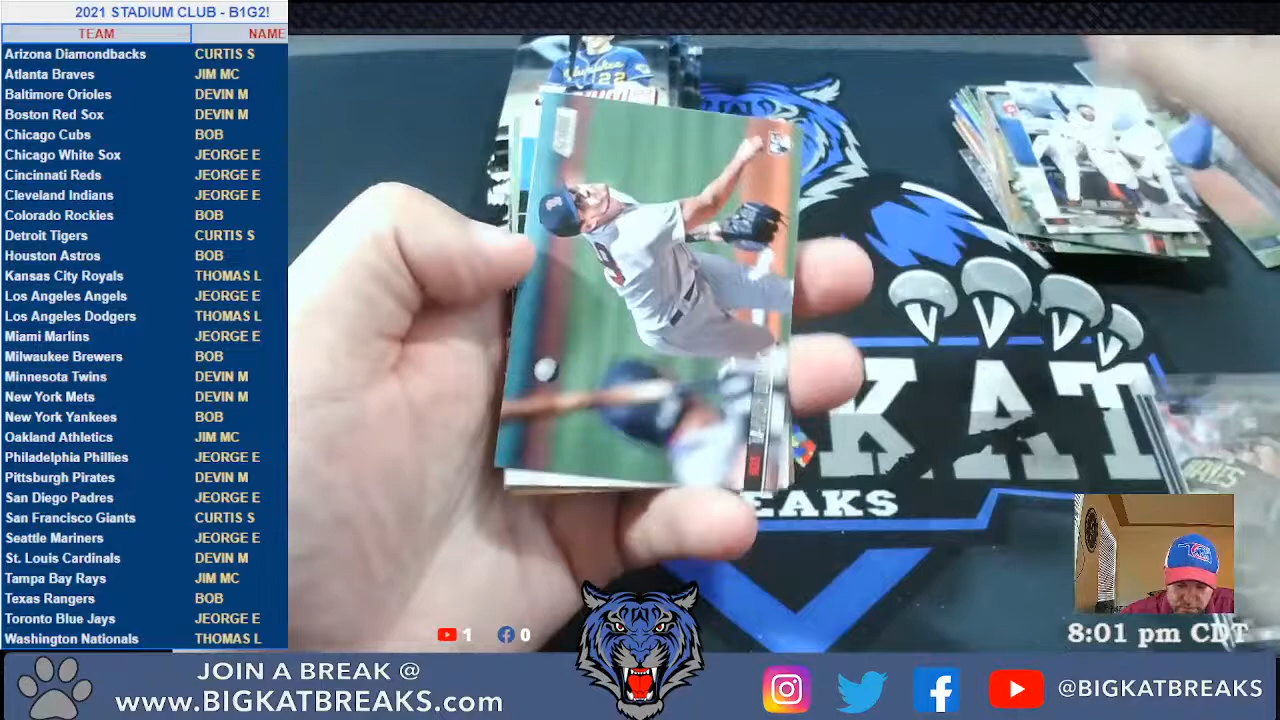 2021 STADIUM CLUB - B1G2!
TEAM NAME
Arizona Diamondbacks CURTIS S
Atlanta Braves JIM MC
Baltimore Orioles DEVIN M
Boston Red Sox DEVIN M
Chicago Cubs BOB
Chicago White Sox JEORGE E
Cincinnati Reds JEORGE E
Cleveland Indians JEORGE E
Colorado Rockies BOB
Detroit Tigers CURTIS S
Houston Astros BOB
Kansas City Royals THOMAS L
Los Angeles Angels JEORGE E
Los Angeles Dodgers THOMAS L
Miami Marlins JEORGE E
Milwaukee Brewers BOB
Minnesota Twins DEVIN M
New York Mets DEVIN M
New York Yankees BOB
Oakland Athletics JIM MC
Philadelphia Phillies JEORGE E
Pittsburgh Pirates DEVIN M
San Diego Padres JEORGE E
San Francisco Giants CURTIS S
Seattle Mariners JEORGE E
St. Louis Cardinals DEVIN M
Tampa Bay Rays JIM MC
Texas Rangers BOB
Toronto Blue Jays JEORGE E
Washington Nationals THOMAS L
22
KAT
EAKS
1 0
8:01 pm CDT
JOIN A BREAK @
www.BIGKATBREAKS.com
@BIGKATBREAKS